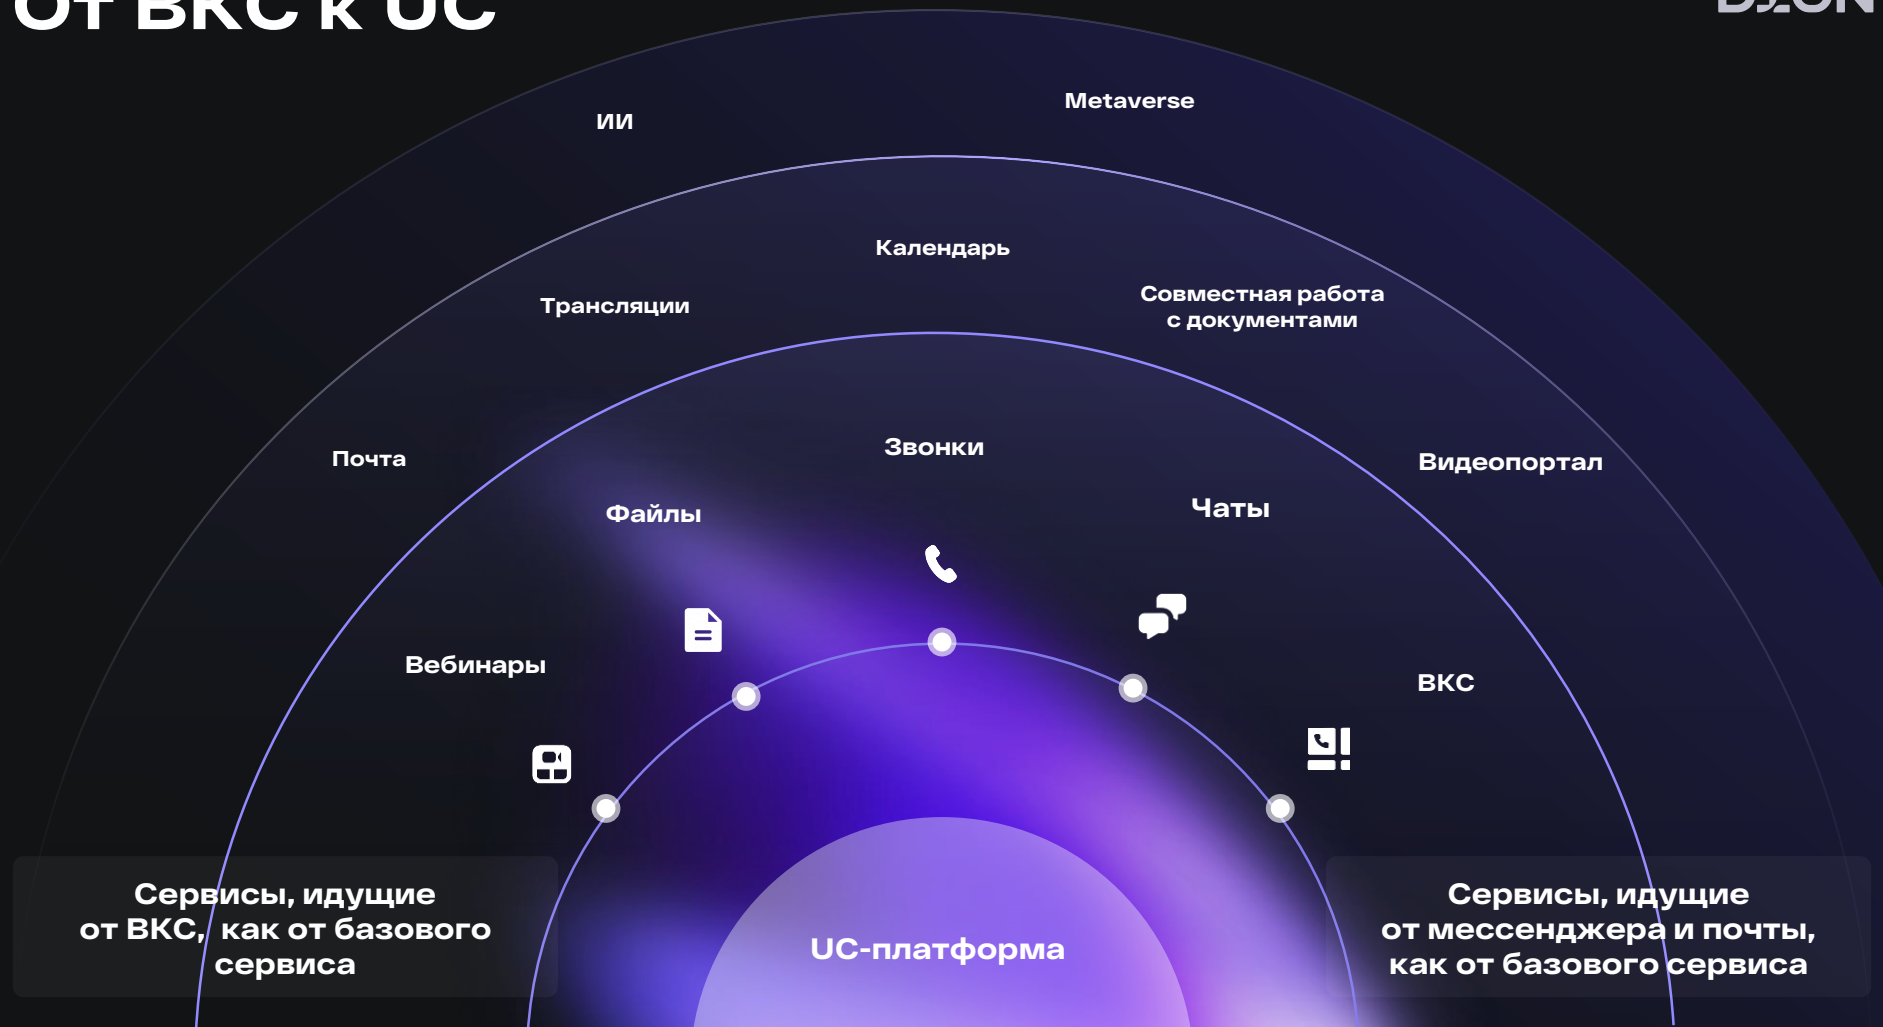 От ВКС к UC
DION
ИИ
Metaverse
Календарь
Трансляции
Совместная работа
с документами
Почта
Звонки
Видеопортал
Файлы
Чаты
Вебинары
ВКС
Сервисы, идущие
от ВКС, как от базового
сервиса
UC-платформа
Сервисы, идущие
от мессенджера и почты,
как от базового сервиса